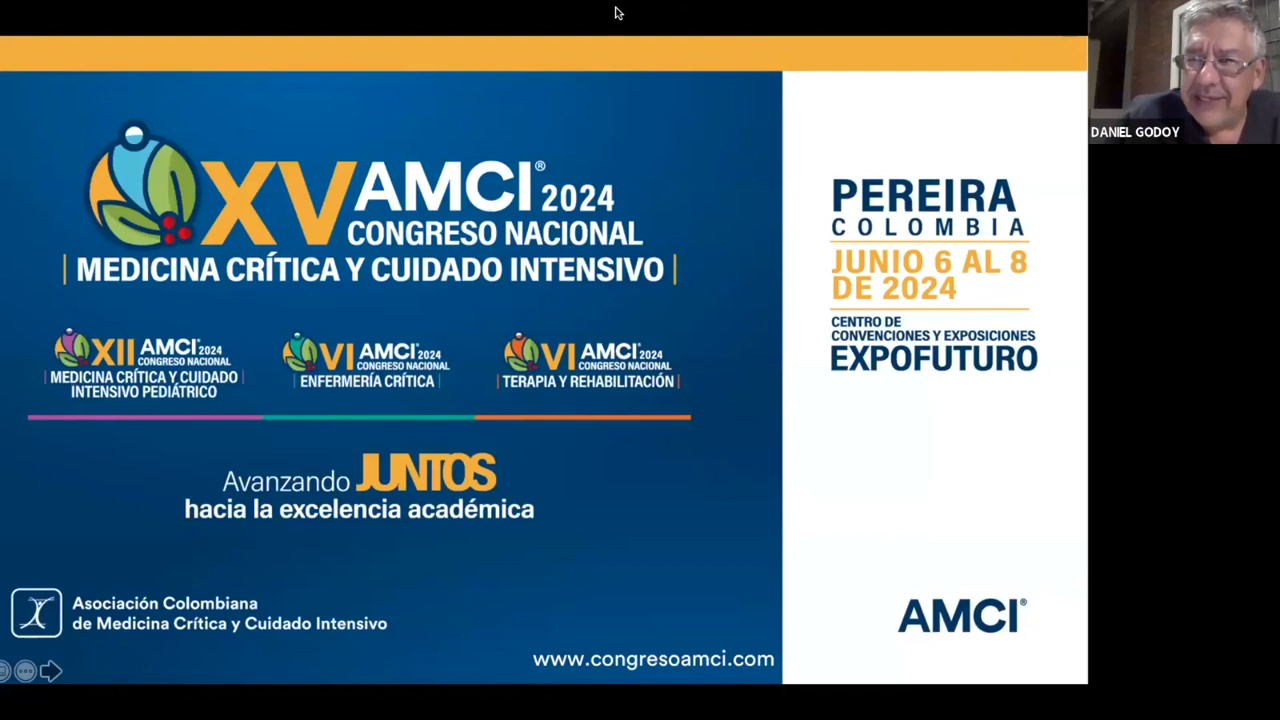 XV AMCI® 2024
CONGRESO NACIONAL
| MEDICINA CRÍTICA Y CUIDADO INTENSIVO |
XII AMCI® 2024
CONGRESO NACIONAL
| MEDICINA CRÍTICA Y CUIDADO |
INTENSIVO PEDIÁTRICO
VI AMCI® 2024
CONGRESO NACIONAL
| ENFERMERÍA CRÍTICA |
VI AMCI® 2024
CONGRESO NACIONAL
| TERAPIA Y REHABILITACIÓN |
Avanzando JUNTOS
hacia la excelencia académica
Asociación Colombiana
de Medicina Crítica y Cuidado Intensivo
www.congresoamci.com
PEREIRA
COLOMBIA
JUNIO 6 AL 8
DE 2024
CENTRO DE
CONVENCIONES Y EXPOSICIONES
EXPOFUTURO
AMCI®
DANIEL GODOY